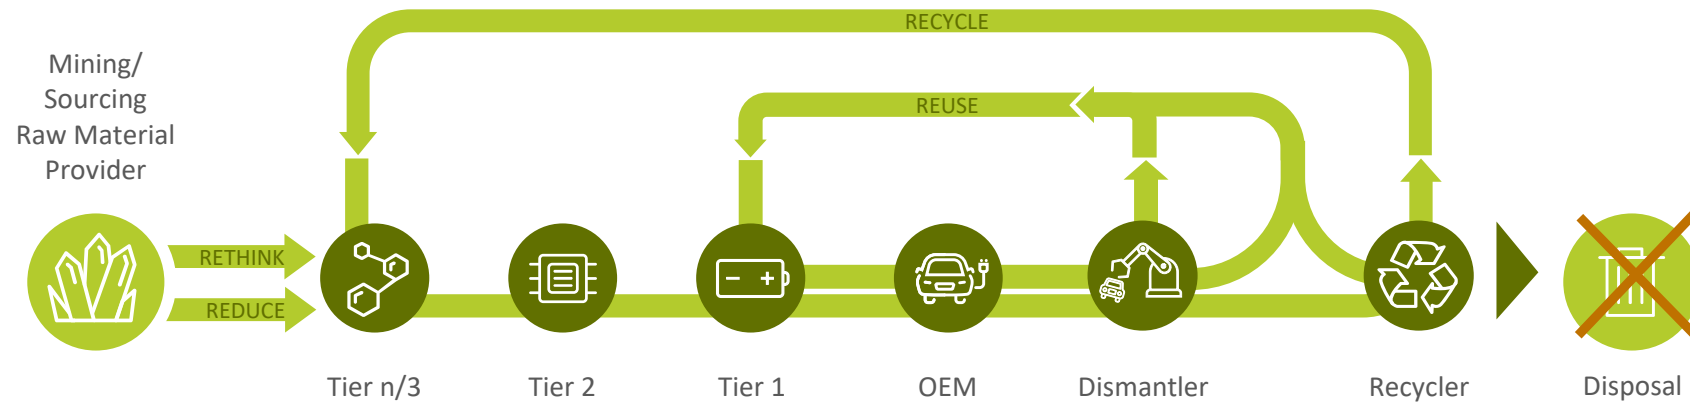 RECYCLE
Mining/
Sourcing
Raw Material
Provider
REUSE
RETHINK
REDUCE
Tier n/3
Tier 2
Tier 1
OEM
Dismantler
Recycler
Disposal